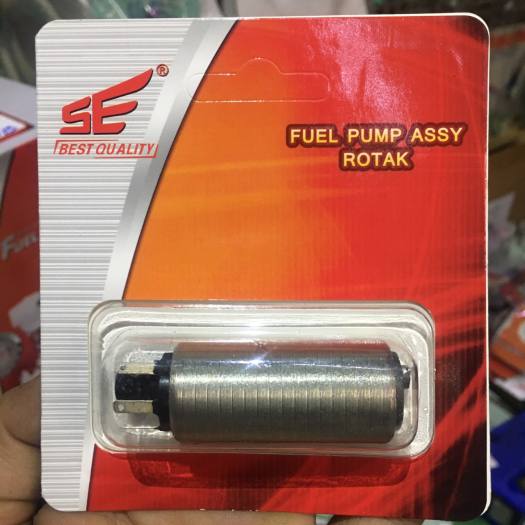 SE®
BEST QUALITY
FUEL PUMP ASSY
ROTAK